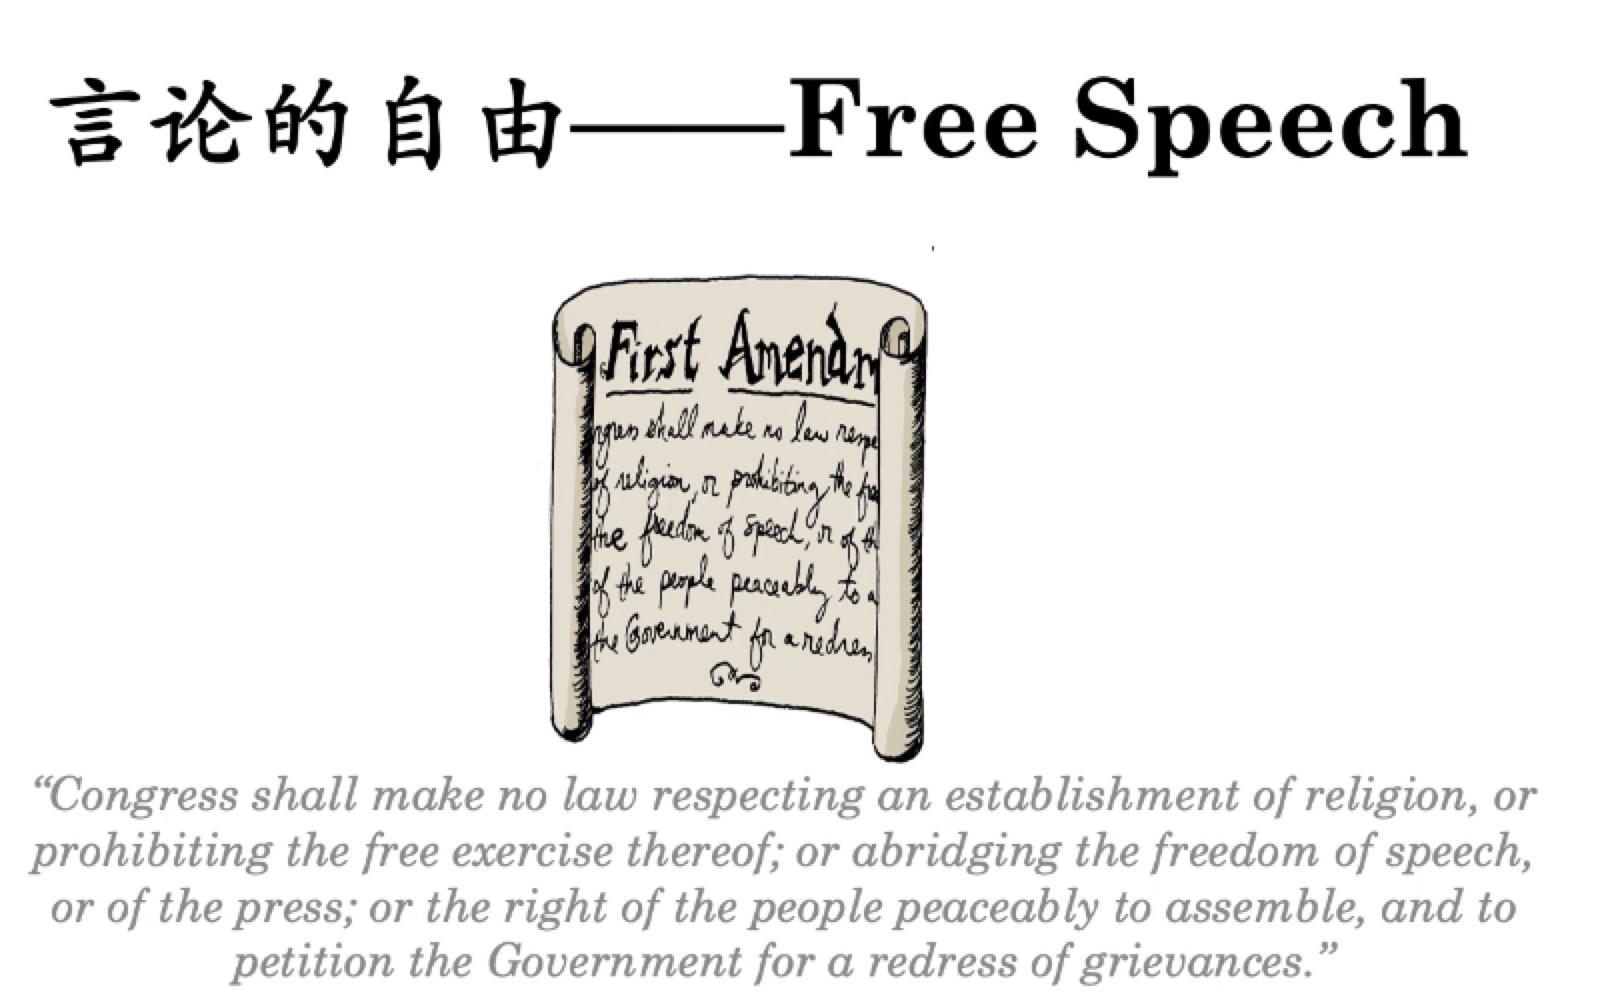 言论的自由——Free Speech
First Amendm
ngress shall make no law respe
of religion, or prohibiting the free
the freedom of speech, or of th
of the people peaceably to a
the Government for a redress
“Congress shall make no law respecting an establishment of religion, or
prohibiting the free exercise thereof; or abridging the freedom of speech,
or of the press; or the right of the people peaceably to assemble, and to
petition the Government for a redress of grievances.”